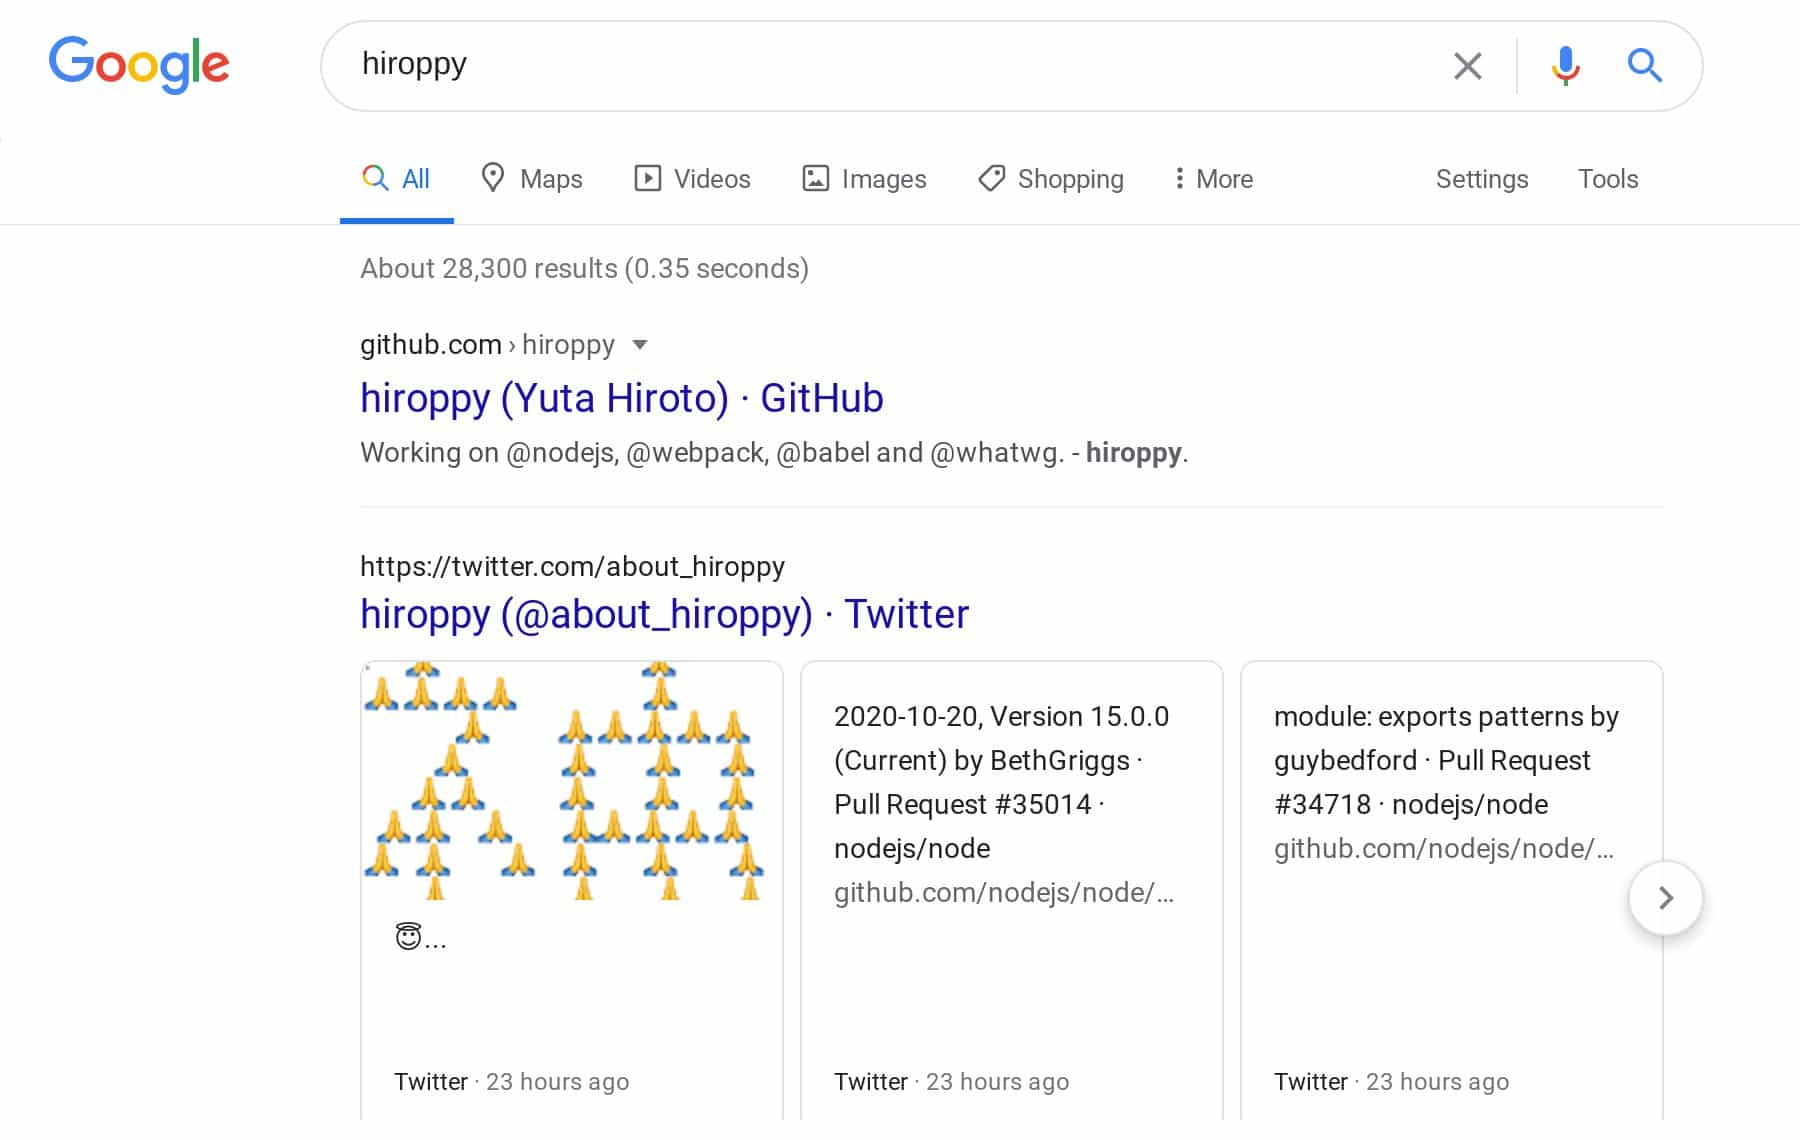 Google
hiroppy
All Maps Videos Images Shopping More Settings Tools
About 28,300 results (0.35 seconds)
github.com › hiroppy
hiroppy (Yuta Hiroto) · GitHub
Working on @nodejs, @webpack, @babel and @whatwg. - hiroppy.
https://twitter.com/about_hiroppy
hiroppy (@about_hiroppy) · Twitter
😇...
Twitter · 23 hours ago
2020-10-20, Version 15.0.0
(Current) by BethGriggs ·
Pull Request #35014 ·
nodejs/node
github.com/nodejs/node/...
Twitter · 23 hours ago
module: exports patterns by
guybedford · Pull Request
#34718 · nodejs/node
github.com/nodejs/node/...
Twitter · 23 hours ago